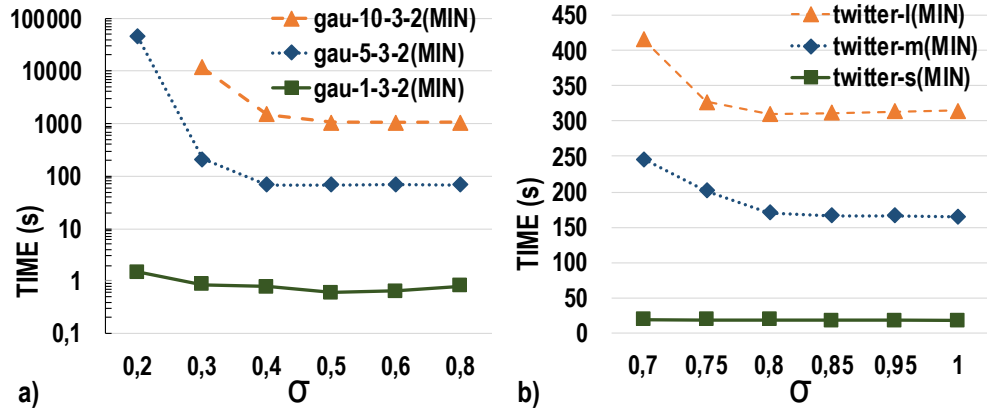 100000
10000
1000
100
10
1
0,1
TIME (s)
gau-10-3-2(MIN)
gau-5-3-2(MIN)
gau-1-3-2(MIN)
0,2 0,3 0,4 0,5 0,6 0,8
σ
a)
450
400
350
300
250
200
150
100
50
0
TIME (s)
twitter-l(MIN)
twitter-m(MIN)
twitter-s(MIN)
0,7 0,75 0,8 0,85 0,95 1
σ
b)